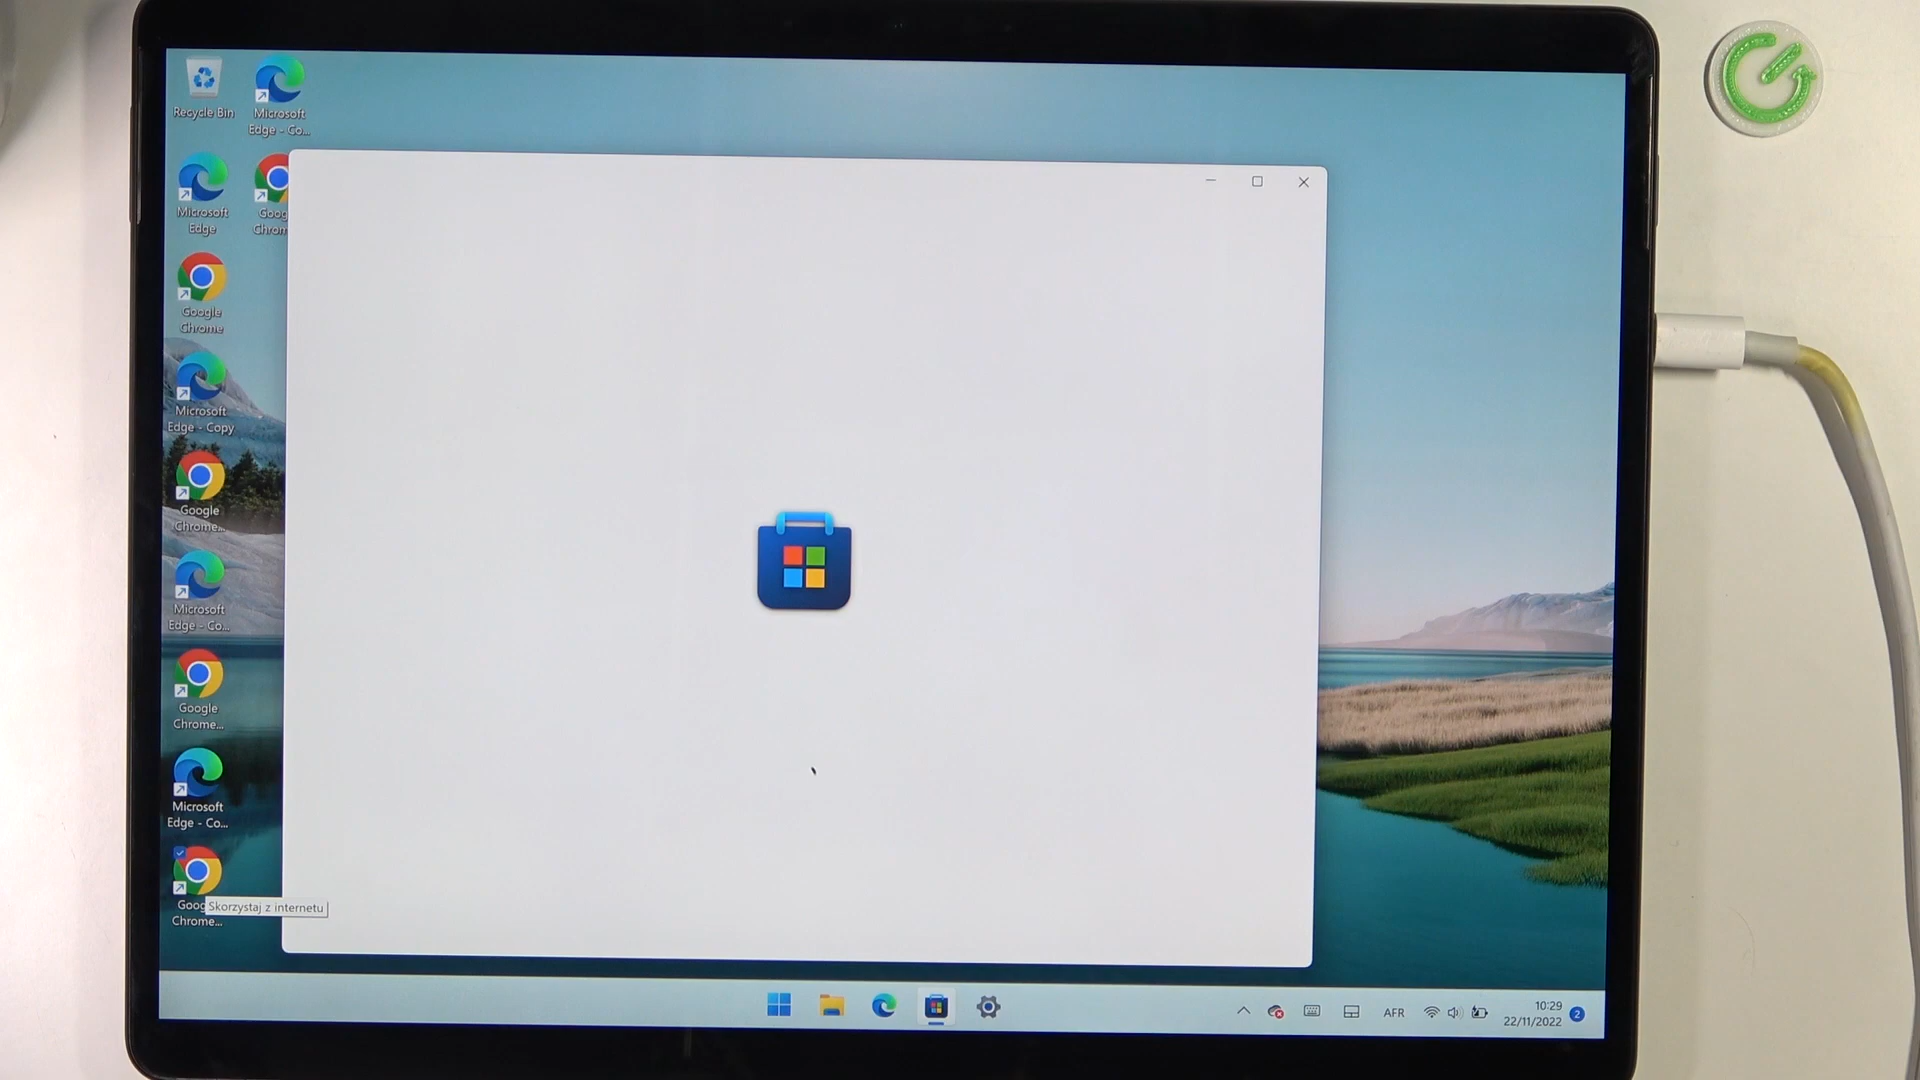 Recycle Bin
Microsoft
Edge - Co...
Microsoft
Edge
Goog
Chrom
Google
Chrome
Microsoft
Edge - Copy
Google
Chrome...
Microsoft
Edge - Co...
Google
Chrome...
Microsoft
Edge - Co...
Goog
Chrome...
Skorzystaj z internetu
AFR
10:29
22/11/2022
2